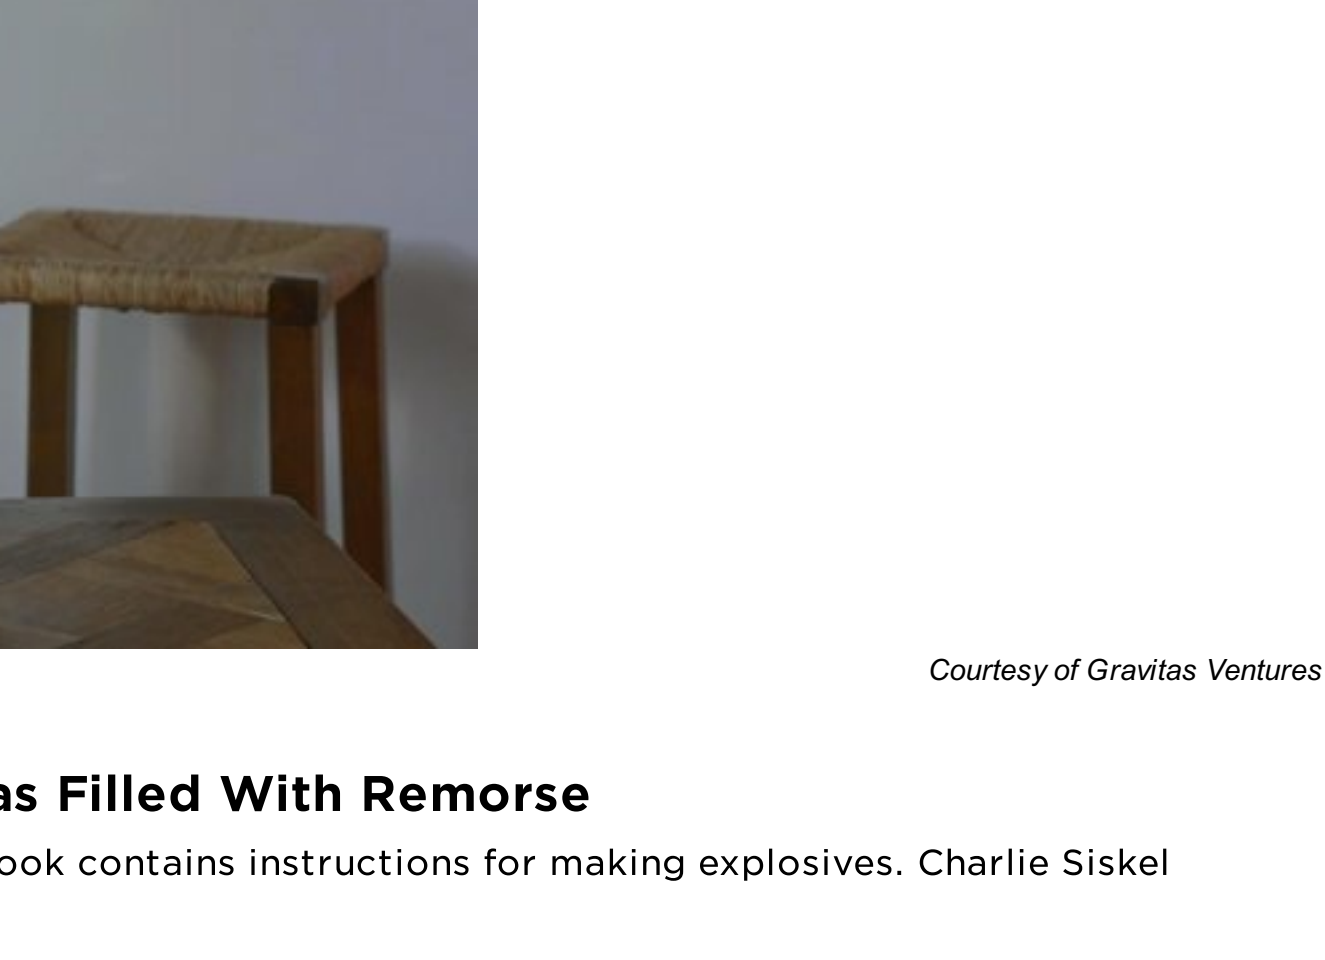 Courtesy of Gravitas Ventures
as Filled With Remorse
ook contains instructions for making explosives. Charlie Siskel